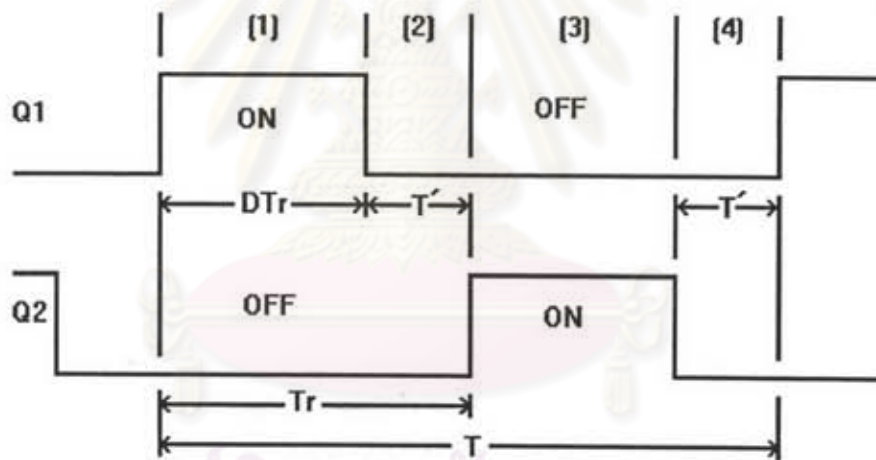 (1) (2) (3) (4)
Q1 ON OFF
DTr T´ T´
Q2 OFF ON
Tr
T